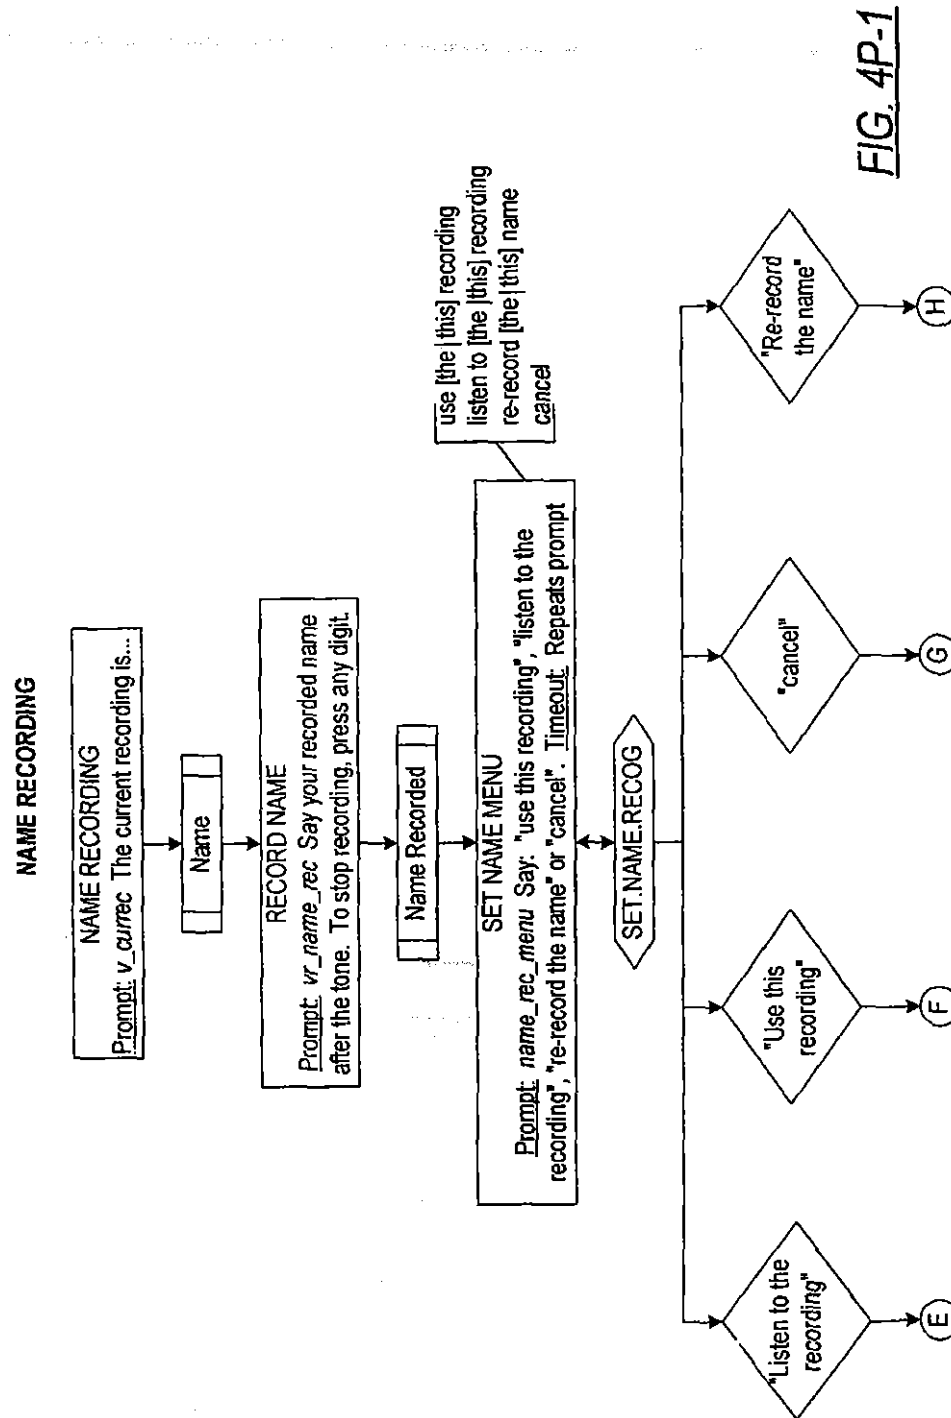 NAME RECORDING
NAME RECORDING
Prompt: v_currec The current recording is...
Name
RECORD NAME
Prompt: vr_name_rec Say your recorded name
after the tone. To stop recording, press any digit.
Name Recorded
SET NAME MENU
Prompt: name_rec_menu Say: "use this recording", "listen to the
recording", "re-record the name" or "cancel". Timeout: Repeats prompt
use [the|this] recording
listen to [the|this] recording
re-record [the|this] name
cancel
SET.NAME.RECOG
"Listen to the
recording"
"Use this
recording"
"cancel"
"Re-record
the name"
E
F
G
H
FIG. 4P-1